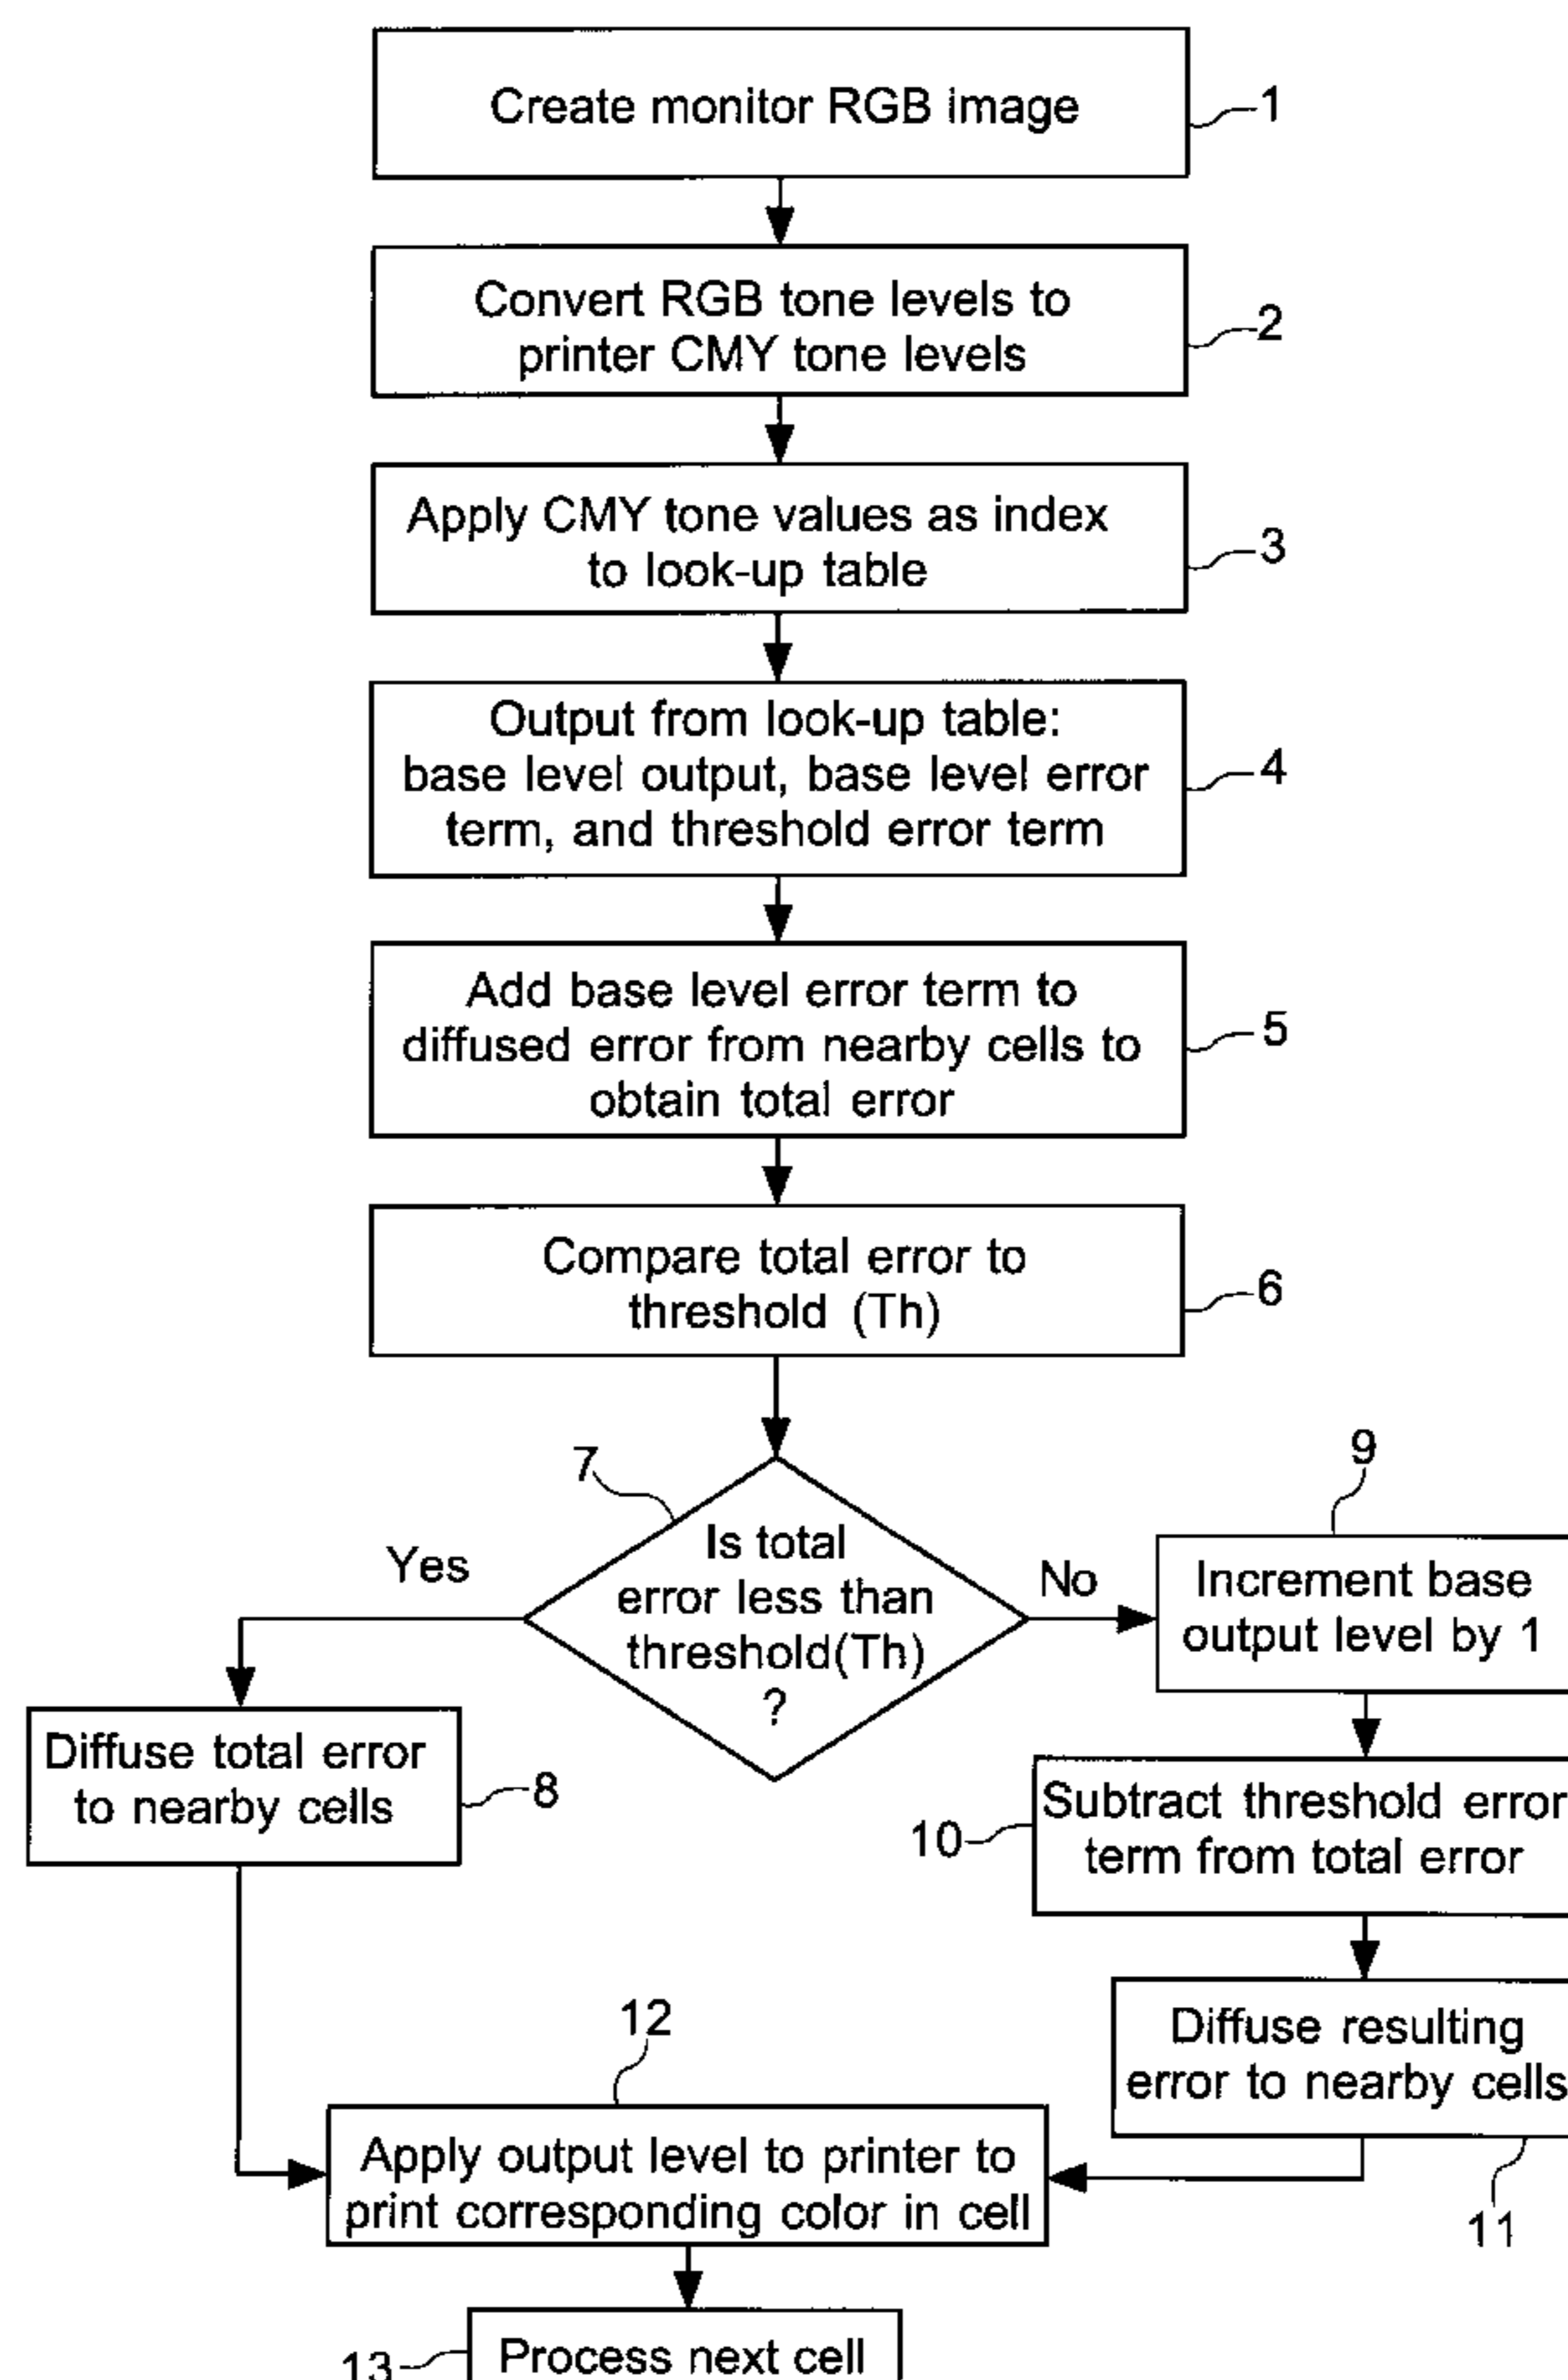 Create monitor RGB image
1
Convert RGB tone levels to
printer CMY tone levels
2
Apply CMY tone values as index
to look-up table
3
Output from look-up table:
base level output, base level error
term, and threshold error term
4
Add base level error term to
diffused error from nearby cells to
obtain total error
5
Compare total error to
threshold (Th)
6
7
Is total
error less than
threshold(Th)
?
Yes
No
9
Increment base
output level by 1
Diffuse total error
to nearby cells
8
10
Subtract threshold error
term from total error
Diffuse resulting
error to nearby cells
11
12
Apply output level to printer to
print corresponding color in cell
13
Process next cell